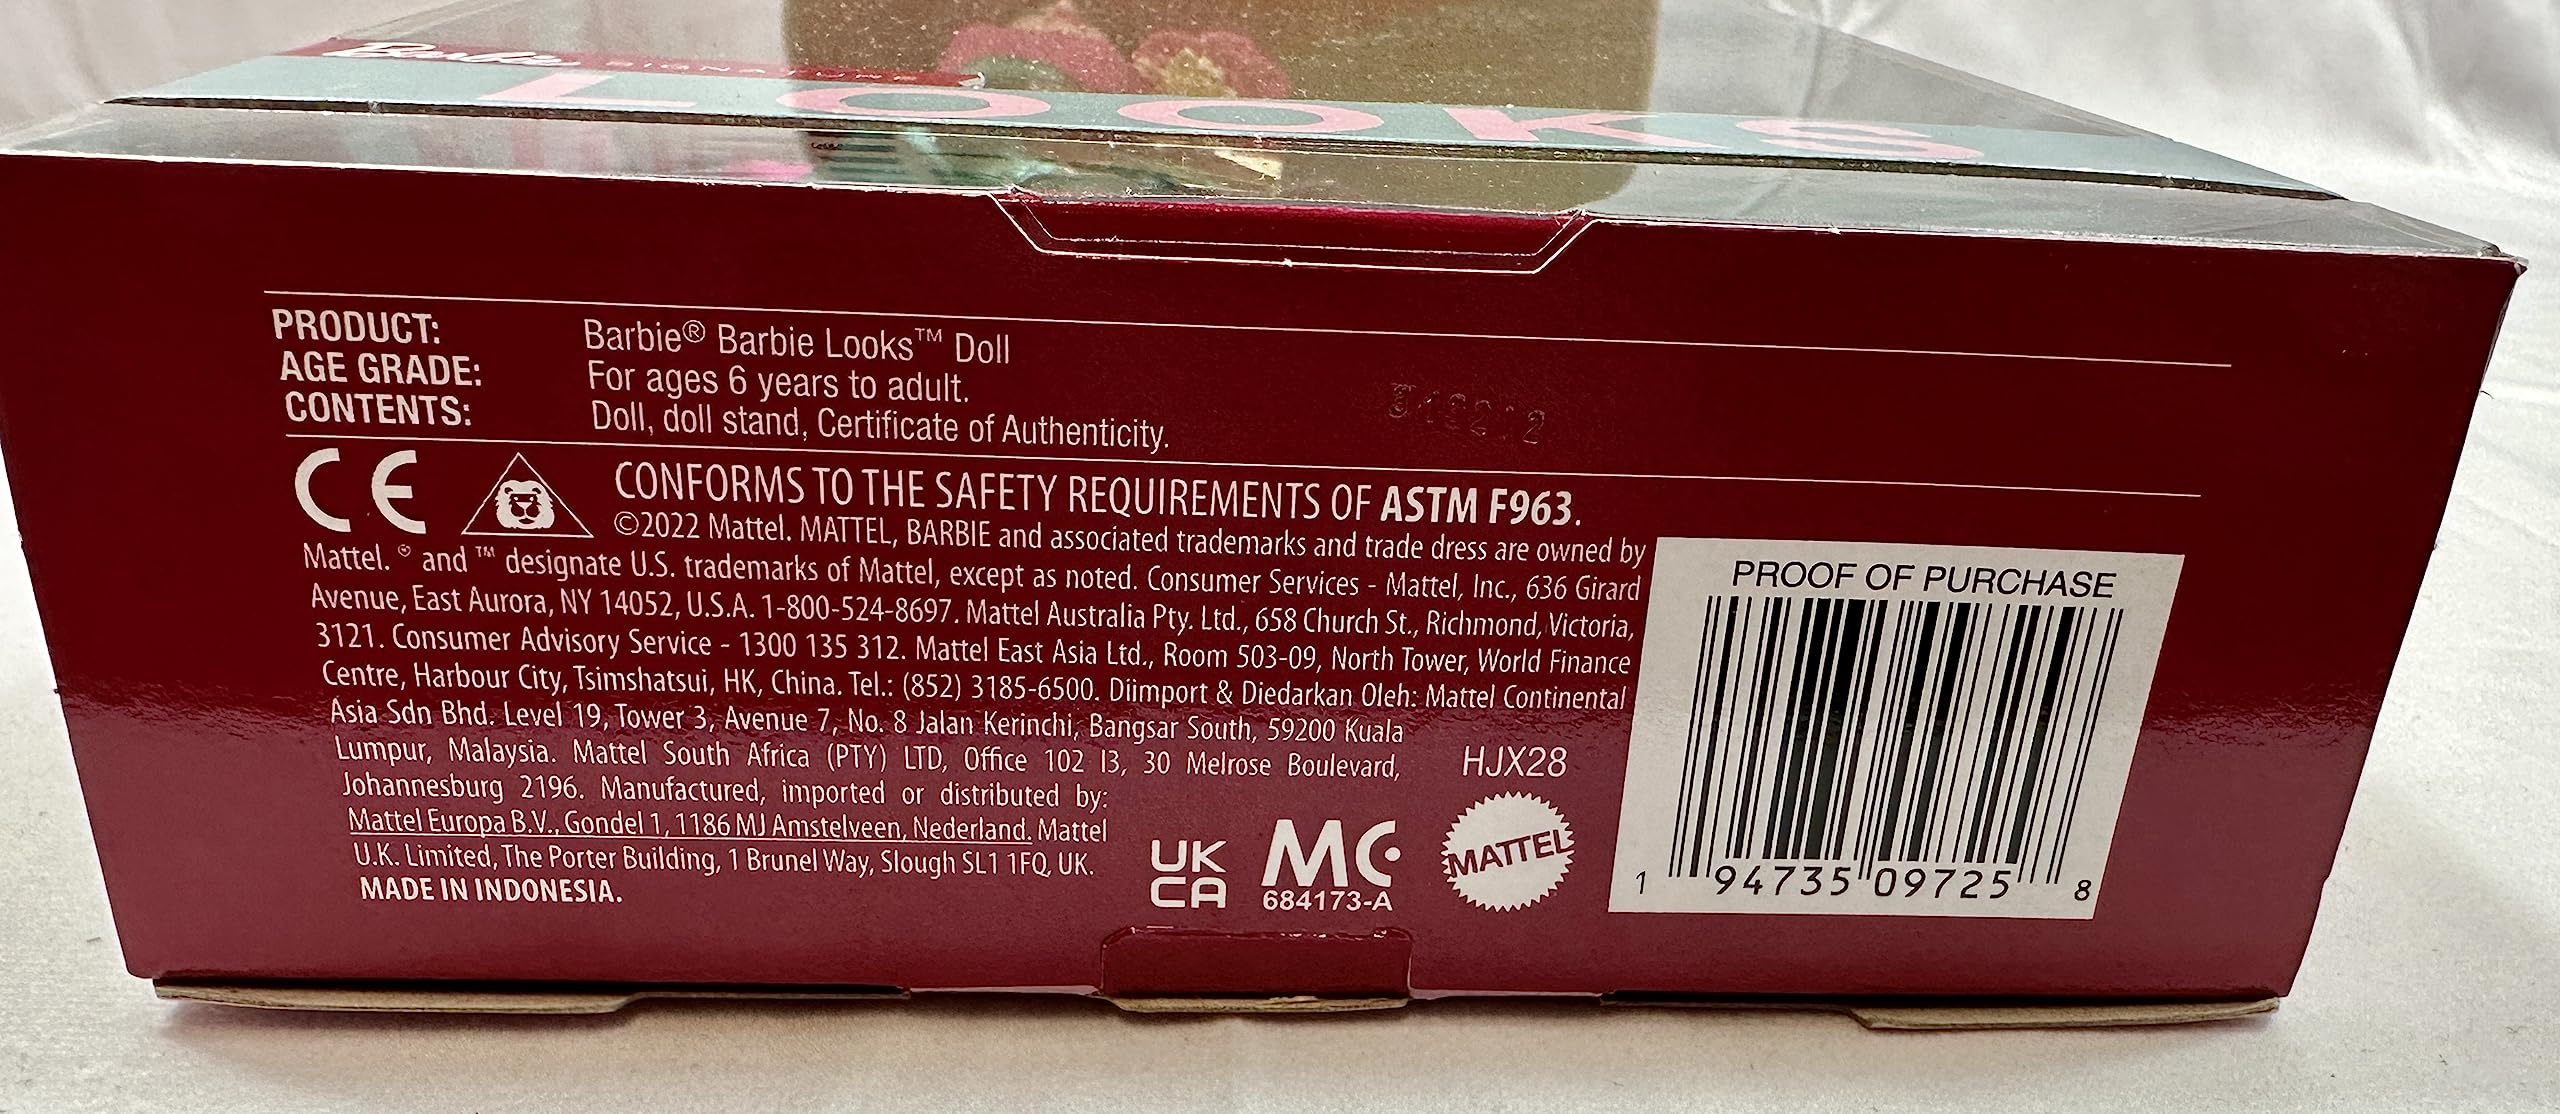 Barbie SIGNATURE
LOOKS
PRODUCT: Barbie® Barbie Looks™ Doll
AGE GRADE: For ages 6 years to adult.
CONTENTS: Doll, doll stand, Certificate of Authenticity.
CE CONFORMS TO THE SAFETY REQUIREMENTS OF ASTM F963.
©2022 Mattel. MATTEL, BARBIE and associated trademarks and trade dress are owned by
Mattel. ® and ™ designate U.S. trademarks of Mattel, except as noted. Consumer Services - Mattel, Inc., 636 Girard
Avenue, East Aurora, NY 14052, U.S.A. 1-800-524-8697. Mattel Australia Pty. Ltd., 658 Church St., Richmond, Victoria,
3121. Consumer Advisory Service - 1300 135 312. Mattel East Asia Ltd., Room 503-09, North Tower, World Finance
Centre, Harbour City, Tsimshatsui, HK, China. Tel.: (852) 3185-6500. Diimport & Diedarkan Oleh: Mattel Continental
Asia Sdn Bhd. Level 19, Tower 3, Avenue 7, No. 8 Jalan Kerinchi, Bangsar South, 59200 Kuala
Lumpur, Malaysia. Mattel South Africa (PTY) LTD, Office 102 I3, 30 Melrose Boulevard,
Johannesburg 2196. Manufactured, imported or distributed by:
Mattel Europa B.V., Gondel 1, 1186 MJ Amstelveen, Nederland. Mattel
U.K. Limited, The Porter Building, 1 Brunel Way, Slough SL1 1FQ, UK.
MADE IN INDONESIA.
UK
CA
MC
684173-A
HJX28
MATTEL
PROOF OF PURCHASE
1 94735 09725 8